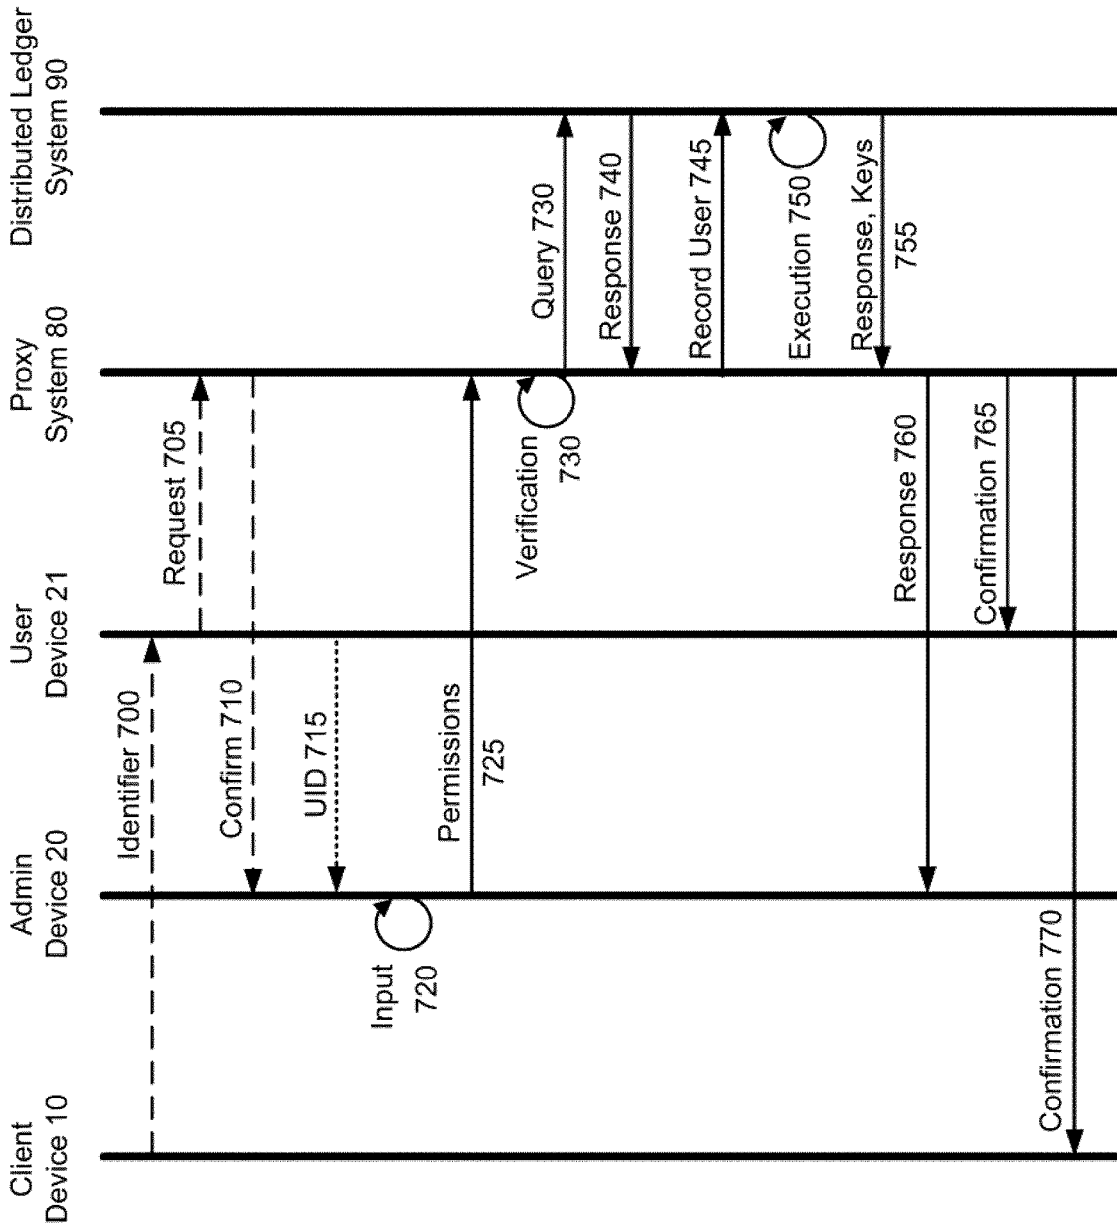 Client
Device 10
Admin
Device 20
User
Device 21
Proxy
System 80
Distributed Ledger
System 90
Identifier 700
Request 705
Confirm 710
UID 715
Input
720
Permissions
725
Verification
730
Query 730
Response 740
Record User 745
Execution 750
Response, Keys
755
Response 760
Confirmation 765
Confirmation 770